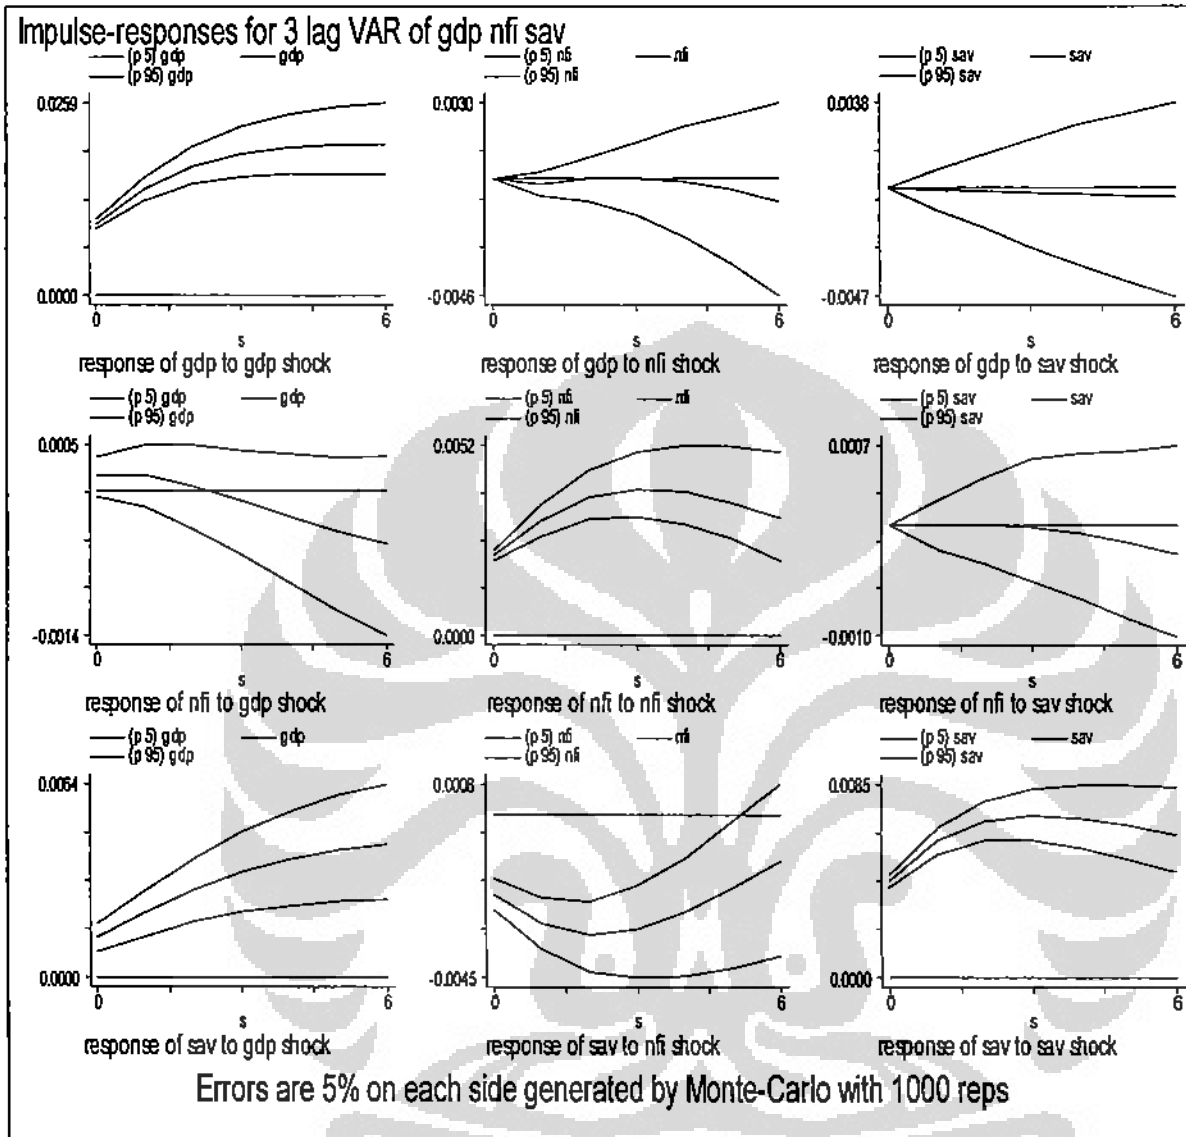 Impulse-responses for 3 lag VAR of gdp nfi sav
(p 5) gdp gdp
(p 95) gdp
(p 5) nfi nfi
(p 95) nfi
(p 5) sav sav
(p 95) sav
0.0259
0.0000
0 6
s
response of gdp to gdp shock
0.0030
-0.0046
0 6
s
response of gdp to nfi shock
0.0038
-0.0047
0 6
s
response of gdp to sav shock
(p 5) gdp gdp
(p 95) gdp
(p 5) nfi nfi
(p 95) nfi
(p 5) sav sav
(p 95) sav
0.0005
-0.0014
0 6
s
response of nfi to gdp shock
0.0052
0.0000
0 6
s
response of nfi to nfi shock
0.0007
-0.0010
0 6
s
response of nfi to sav shock
(p 5) gdp gdp
(p 95) gdp
(p 5) nfi nfi
(p 95) nfi
(p 5) sav sav
(p 95) sav
0.0064
0.0000
0 6
s
response of sav to gdp shock
0.0008
-0.0045
0 6
s
response of sav to nfi shock
0.0085
0.0000
0 6
s
response of sav to sav shock
Errors are 5% on each side generated by Monte-Carlo with 1000 reps